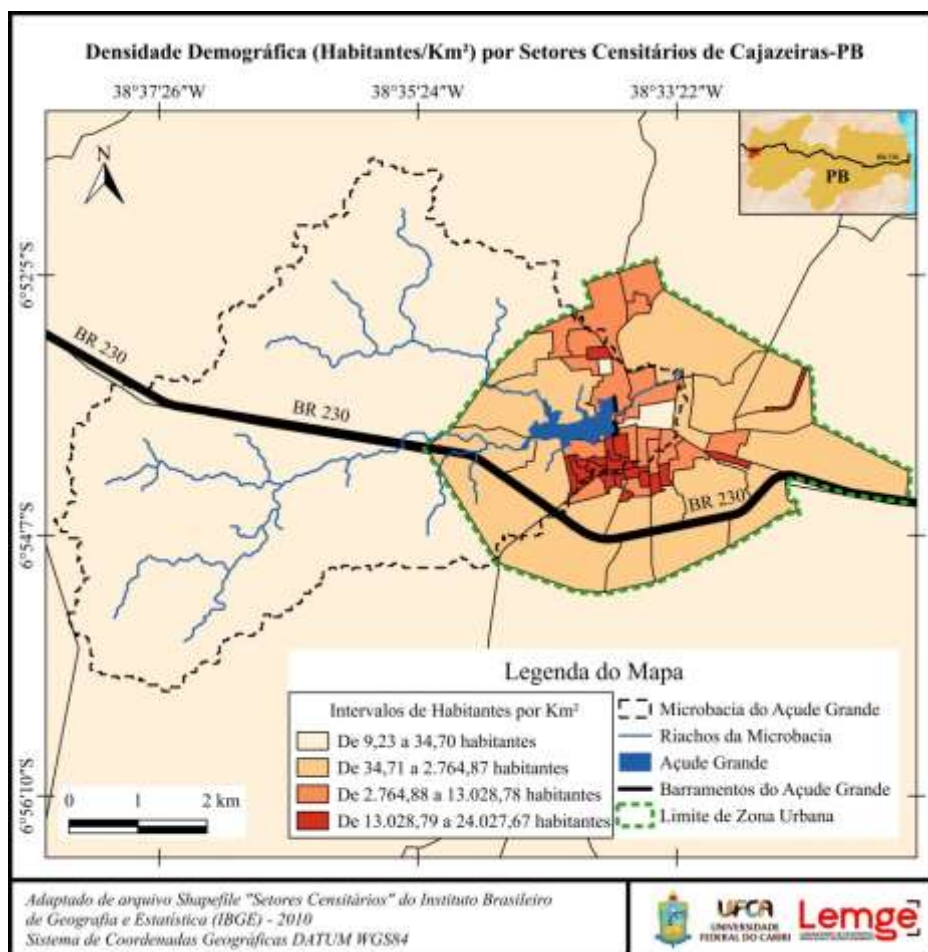 Densidade Demográfica (Habitantes/Km²) por Setores Censitários de Cajazeiras-PB
38°37'26"W
38°35'24"W
38°33'22"W
N
PB
6°52'5"S
BR 230
BR 230
BR 230
6°54'7"S
6°56'10"S
Legenda do Mapa
Intervalos de Habitantes por Km²
De 9,23 a 34,70 habitantes
De 34,71 a 2.764,87 habitantes
De 2.764,88 a 13.028,78 habitantes
De 13.028,79 a 24.027,67 habitantes
Microbacia do Açude Grande
Riachos da Microbacia
Açude Grande
Barramentos do Açude Grande
Limite de Zona Urbana
0 1 2 km
Adaptado de arquivo Shapefile "Setores Censitários" do Instituto Brasileiro
de Geografia e Estatística (IBGE) - 2010
Sistema de Coordenadas Geográficas DATUM WGS84
UFCA
UNIVERSIDADE
FEDERAL DO CARIRI
Lemge